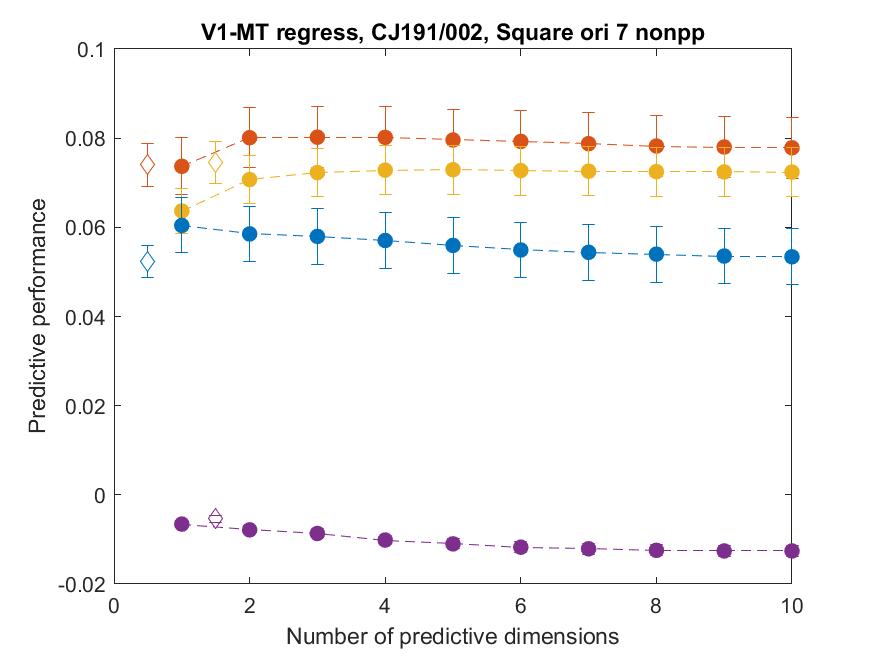 V1-MT regress, CJ191/002, Square ori 7 nonpp
0.1
0.08
0.06
0.04
0.02
0
-0.02
Predictive performance
0 2 4 6 8 10
Number of predictive dimensions